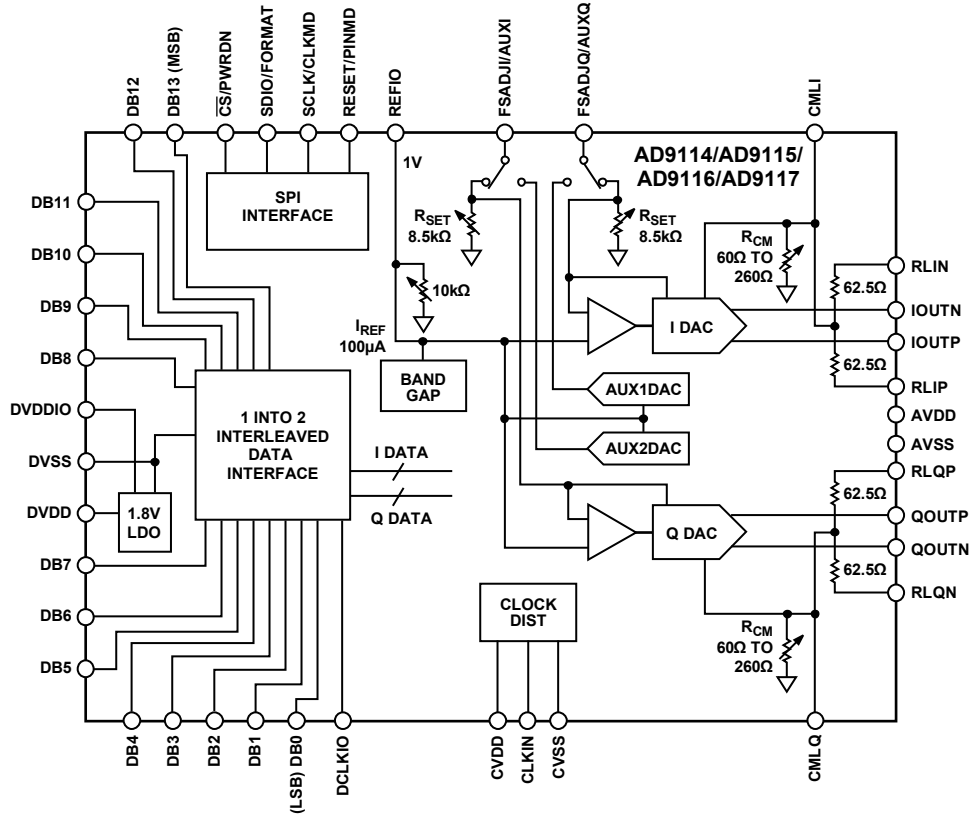 DB12
DB13 (MSB)
CS/PWRDN
SDIO/FORMAT
SCLK/CLKMD
RESET/PINMD
REFIO
FSADJI/AUXI
FSADJQ/AUXQ
CMLI
AD9114/AD9115/
AD9116/AD9117
1V
SPI
INTERFACE
DB11
DB10
DB9
DB8
DVDDIO
DVSS
DVDD
DB7
DB6
DB5
RSET
8.5kΩ
RSET
8.5kΩ
RCM
60Ω TO
260Ω
10kΩ
IREF
100µA
BAND
GAP
I DAC
62.5Ω
62.5Ω
RLIN
IOUTN
IOUTP
RLIP
AVDD
AVSS
RLQP
QOUTP
QOUTN
RLQN
AUX1DAC
AUX2DAC
1 INTO 2
INTERLEAVED
DATA
INTERFACE
I DATA
Q DATA
1.8V
LDO
Q DAC
62.5Ω
62.5Ω
CLOCK
DIST
RCM
60Ω TO
260Ω
DB4
DB3
DB2
DB1
(LSB) DB0
DCLKIO
CVDD
CLKIN
CVSS
CMLQ